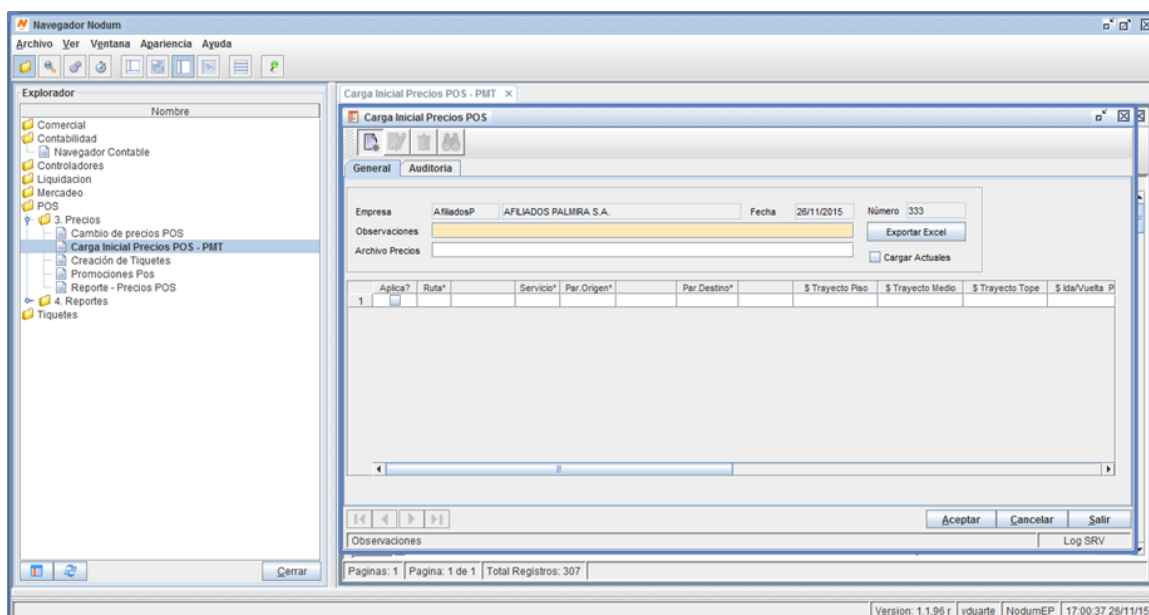 Navegador Nodum
Archivo Ver Ventana Apariencia Ayuda
Explorador
Nombre
Comercial
Contabilidad
Navegador Contable
Controladores
Liquidacion
Mercadeo
POS
3. Precios
Cambio de precios POS
Carga Inicial Precios POS - PMT
Creación de Tiquetes
Promociones Pos
Reporte - Precios POS
4. Reportes
Tiquetes
Cerrar
Carga Inicial Precios POS - PMT
Carga Inicial Precios POS
General Auditoria
Empresa AfiliadosP AFILIADOS PALMIRA S.A. Fecha 26/11/2015 Número 333
Observaciones Exportar Excel
Archivo Precios Cargar Actuales
Aplica? Ruta* Servicio* Par.Origen* Par.Destino* $ Trayecto Piso $ Trayecto Medio $ Trayecto Tope $ Ida/Vuelta P
1
Aceptar Cancelar Salir
Observaciones Log SRV
Paginas: 1 Pagina: 1 de 1 Total Registros: 307
Version: 1.1.96 r yduarte NodumEP 17:00:37 26/11/15